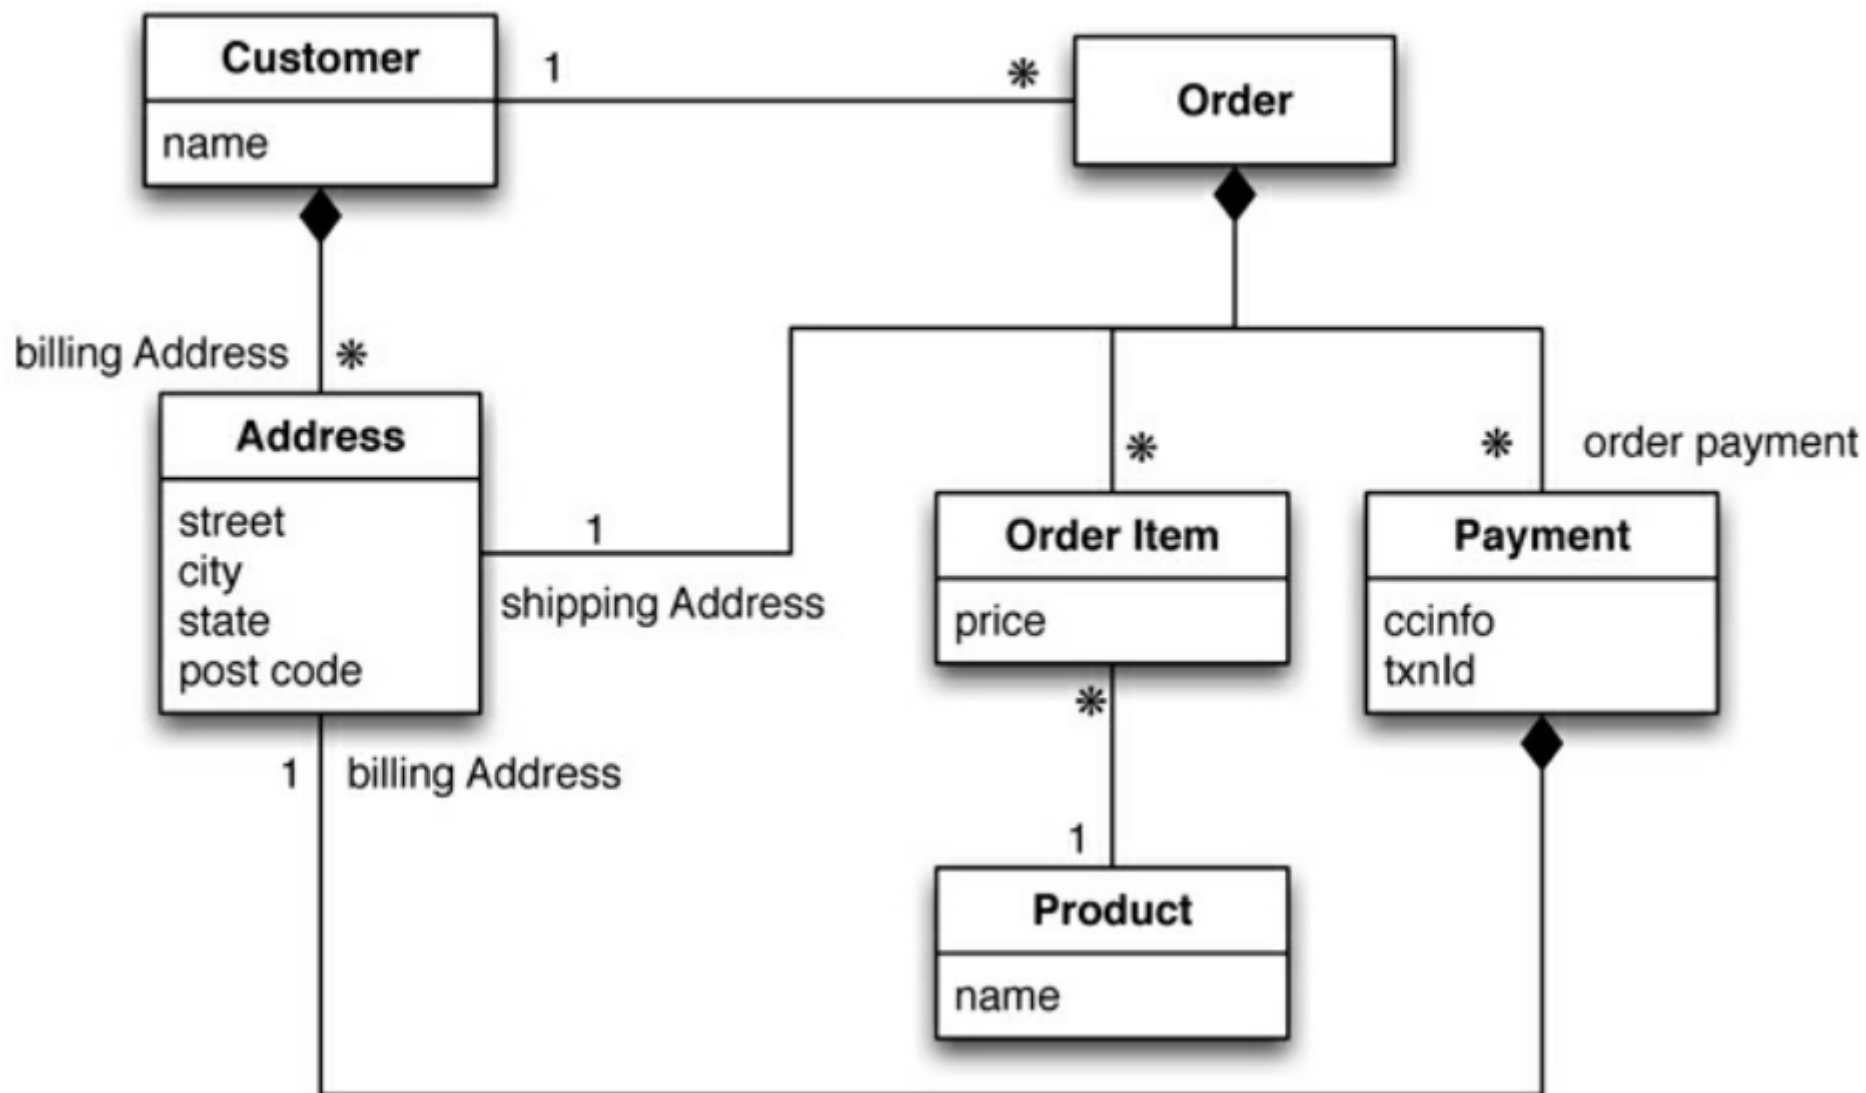 Customer
name
1
*
Order
billing Address
*
Address
street
city
state
post code
1
shipping Address
*
Order Item
price
*
order payment
Payment
ccinfo
txnId
*
1
Product
name
1
billing Address